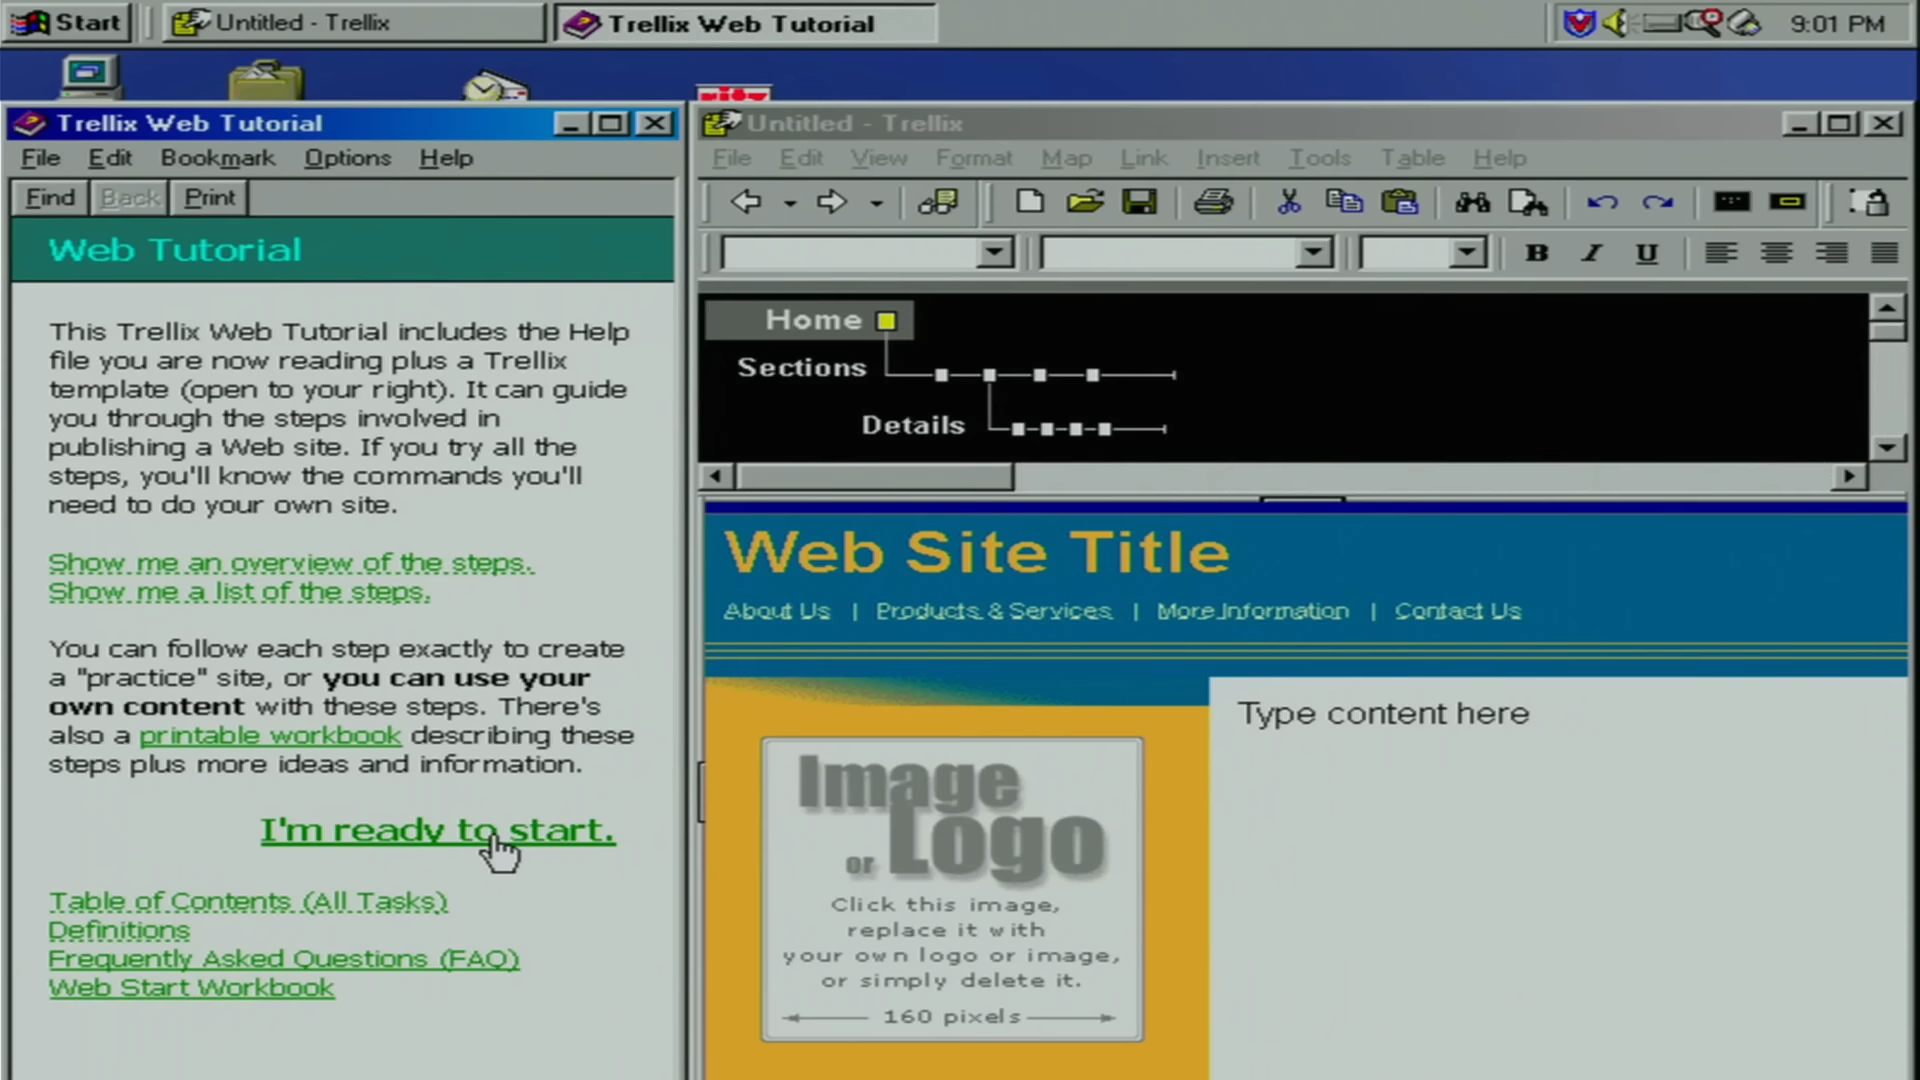 Start
Untitled - Trellix
Trellix Web Tutorial
9:01 PM
Trellix Web Tutorial
File Edit Bookmark Options Help
Find Back Print
Web Tutorial
This Trellix Web Tutorial includes the Help
file you are now reading plus a Trellix
template (open to your right). It can guide
you through the steps involved in
publishing a Web site. If you try all the
steps, you'll know the commands you'll
need to do your own site.
Show me an overview of the steps.
Show me a list of the steps.
You can follow each step exactly to create
a "practice" site, or you can use your
own content with these steps. There's
also a printable workbook describing these
steps plus more ideas and information.
I'm ready to start.
Table of Contents (All Tasks)
Definitions
Frequently Asked Questions (FAQ)
Web Start Workbook
Untitled - Trellix
File Edit View Format Map Link Insert Tools Table Help
B I U
Home
Sections
Details
Web Site Title
About Us | Products & Services | More Information | Contact Us
Image
or Logo
Click this image,
replace it with
your own logo or image,
or simply delete it.
160 pixels
Type content here